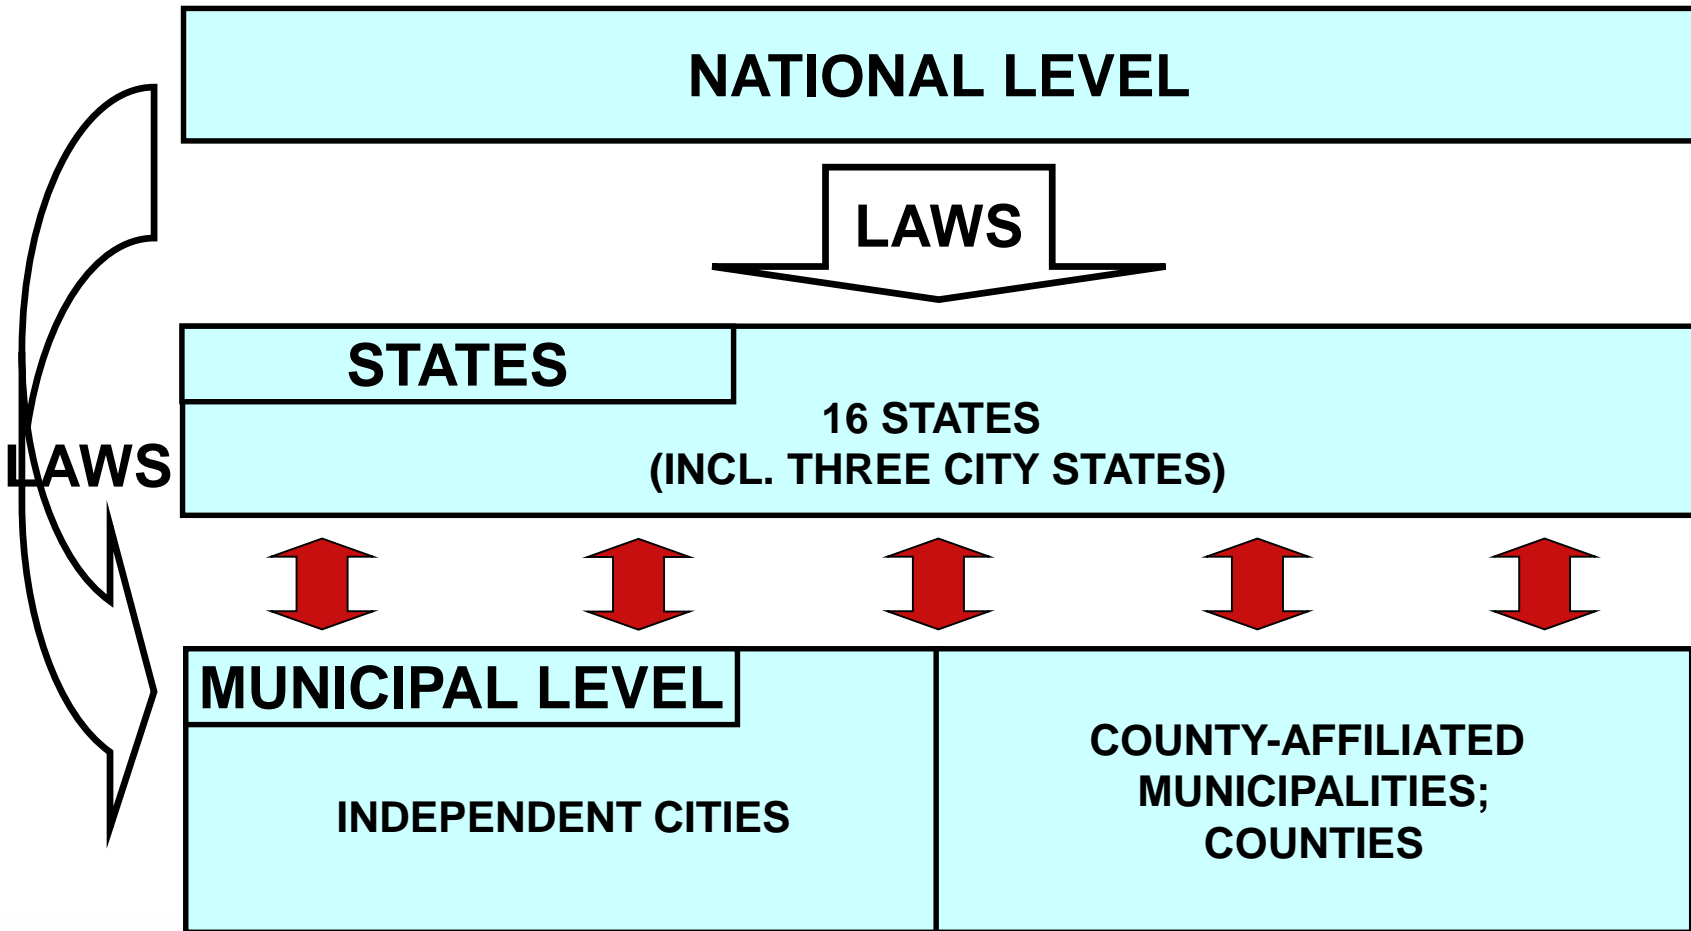 NATIONAL LEVEL
LAWS
STATES
16 STATES
(INCL. THREE CITY STATES)
LAWS
MUNICIPAL LEVEL
INDEPENDENT CITIES
COUNTY-AFFILIATED
MUNICIPALITIES;
COUNTIES